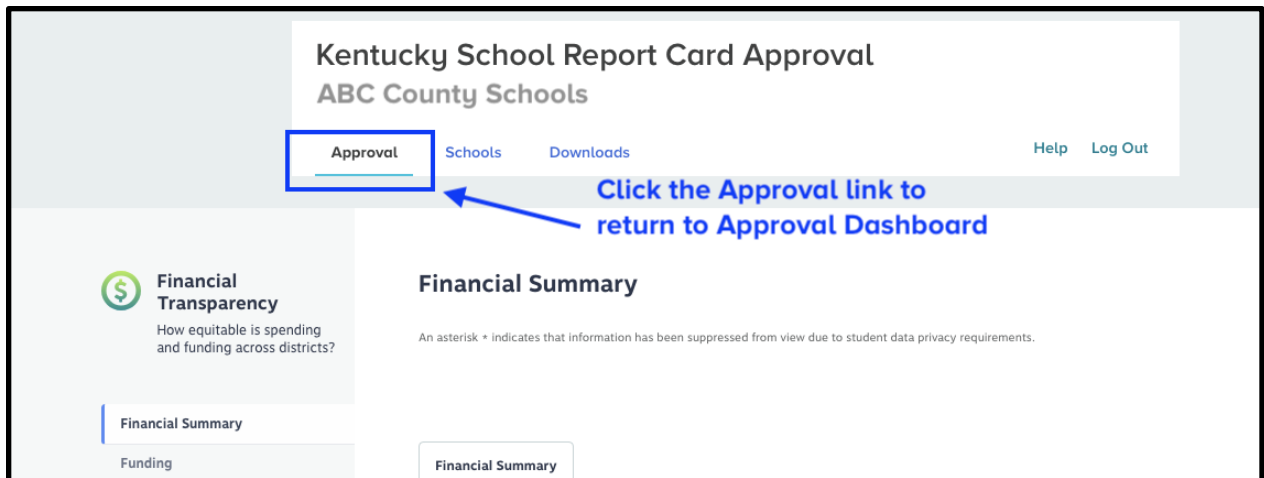 Kentucky School Report Card Approval
ABC County Schools
Approval Schools Downloads Help Log Out
Click the Approval link to
return to Approval Dashboard
$
Financial
Transparency
How equitable is spending
and funding across districts?
Financial Summary
Funding
Financial Summary
An asterisk * indicates that information has been suppressed from view due to student data privacy requirements.
Financial Summary